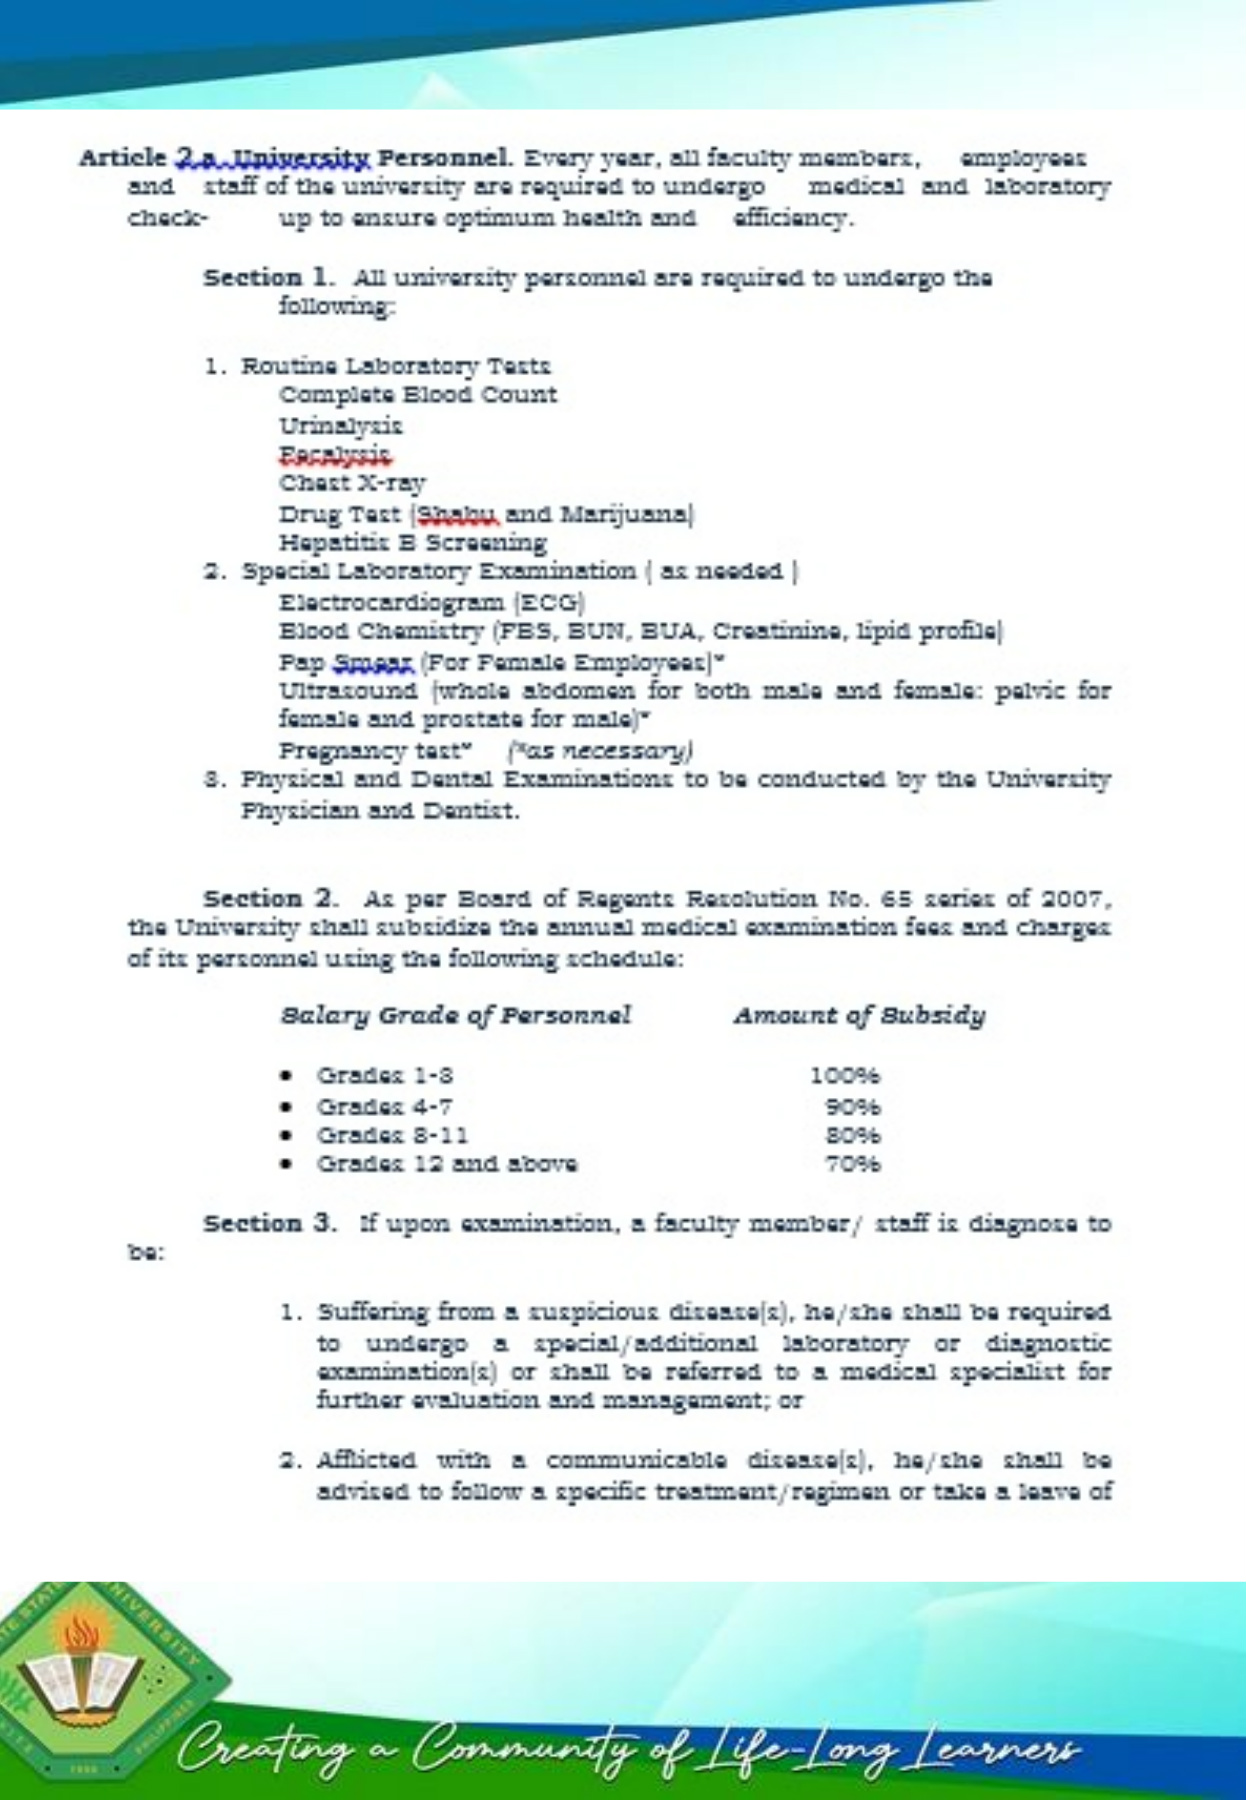 Article 2.a. University Personnel. Every year, all faculty members, employees
and staff of the university are required to undergo medical and laboratory
check- up to ensure optimum health and efficiency.
Section 1. All university personnel are required to undergo the
following:
1. Routine Laboratory Tests
Complete Blood Count
Urinalysis
Fecalysis
Chest X-ray
Drug Test (Shabu and Marijuana)
Hepatitis B Screening
2. Special Laboratory Examination ( as needed )
Electrocardiogram (ECG)
Blood Chemistry (FBS, BUN, BUA, Creatinine, lipid profile)
Pap Smear (For Female Employees)*
Ultrasound (whole abdomen for both male and female: pelvic for
female and prostate for male)*
Pregnancy test* (*as necessary)
3. Physical and Dental Examinations to be conducted by the University
Physician and Dentist.
Section 2. As per Board of Regents Resolution No. 65 series of 2007,
the University shall subsidize the annual medical examination fees and charges
of its personnel using the following schedule:
Salary Grade of Personnel Amount of Subsidy
• Grades 1-3 100%
• Grades 4-7 90%
• Grades 8-11 80%
• Grades 12 and above 70%
Section 3. If upon examination, a faculty member/ staff is diagnose to
be:
1. Suffering from a suspicious disease(s), he/she shall be required
to undergo a special/additional laboratory or diagnostic
examination(s) or shall be referred to a medical specialist for
further evaluation and management; or
2. Afflicted with a communicable disease(s), he/she shall be
advised to follow a specific treatment/regimen or take a leave of
UNIVERSITY
PHILIPPINES
Creating a Community of Life-Long Learners